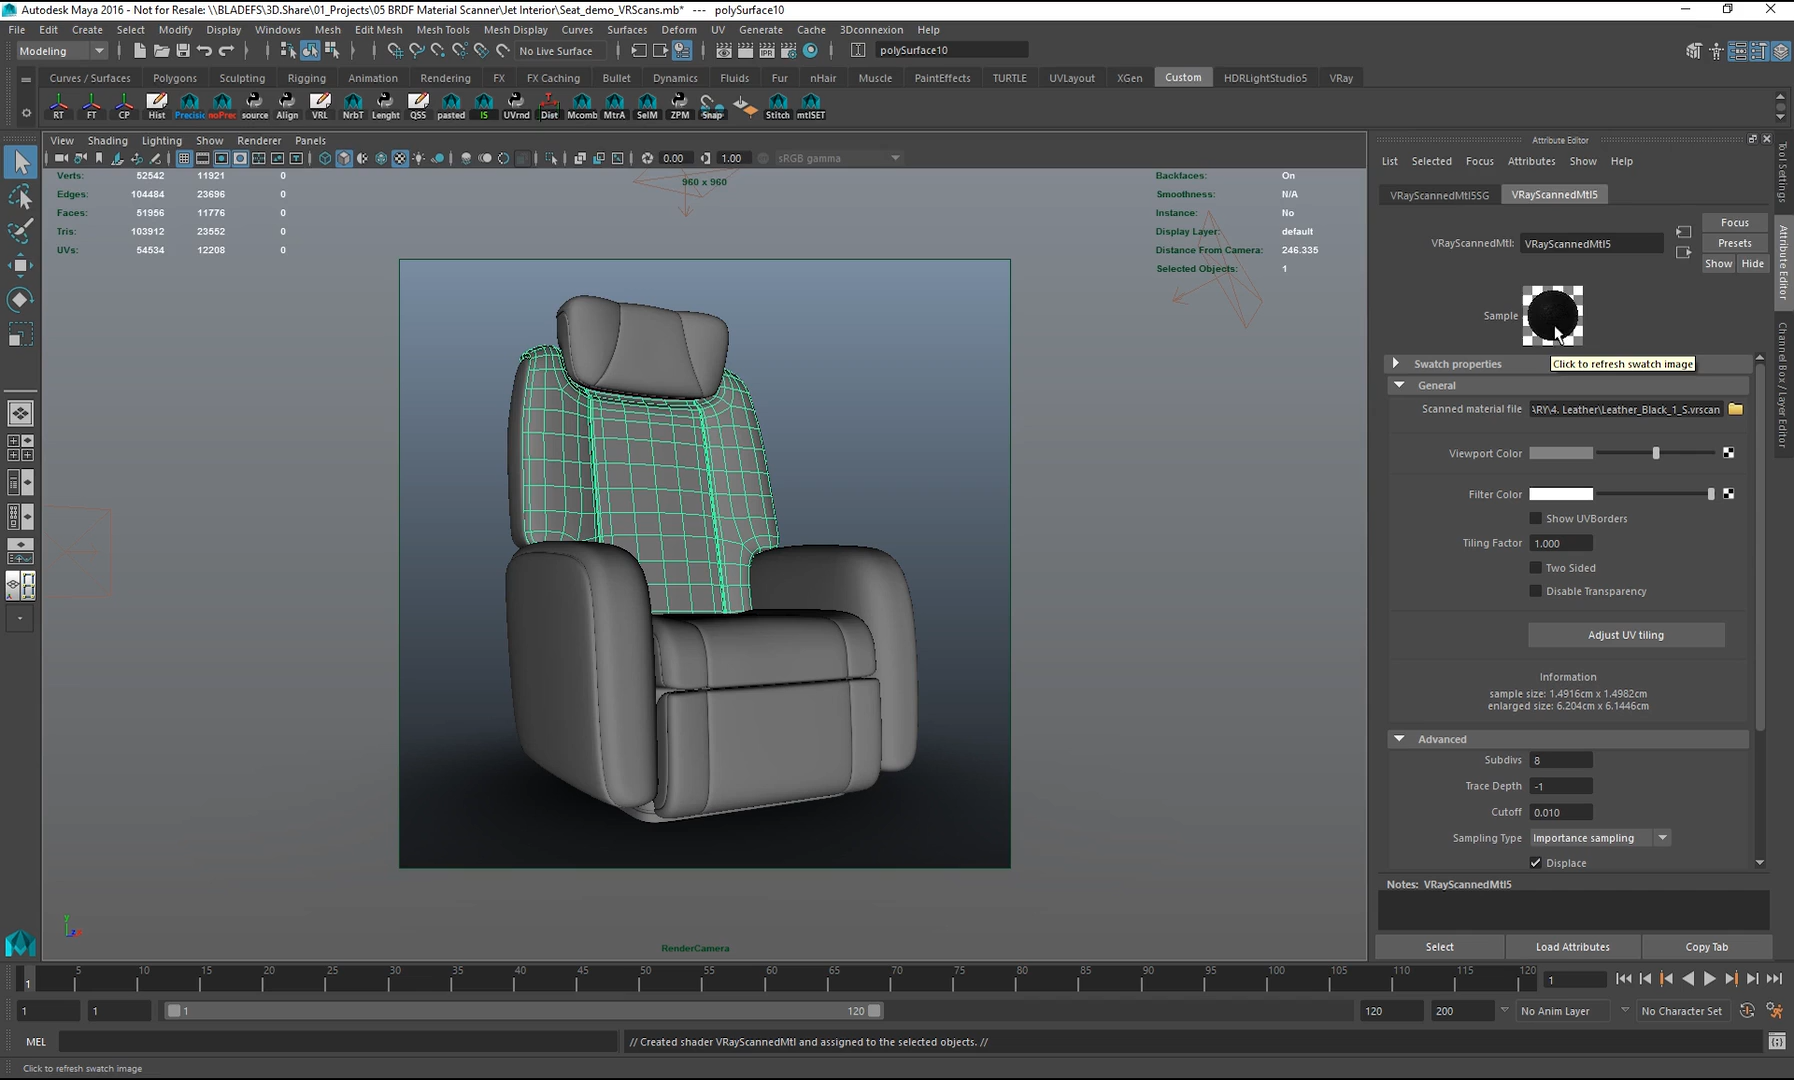 Autodesk Maya 2016 - Not for Resale: \\BLADEFS\3D.Share\01_Projects\05 BRDF Material Scanner\Jet Interior\Seat_demo_VRScans.mb* --- polySurface10
File Edit Create Select Modify Display Windows Mesh Edit Mesh Mesh Tools Mesh Display Curves Surfaces Deform UV Generate Cache 3Dconnexion Help
Modeling No Live Surface polySurface10
Curves / Surfaces Polygons Sculpting Rigging Animation Rendering FX FX Caching Bullet Dynamics Fluids Fur nHair Muscle PaintEffects TURTLE UVLayout XGen Custom HDRLightStudio5 VRay
RT FT CP Hist Precisic noPrec source Align VRL NrbT Lenght QSS pasted IS UVrnd Dist Mcomb MtrA SelM ZPM Snap Stitch mtlSET
View Shading Lighting Show Renderer Panels
0.00 1.00 sRGB gamma
Verts: 52542 11921 0
Edges: 104484 23696 0
Faces: 51956 11776 0
Tris: 103912 23552 0
UVs: 54534 12208 0
960 x 960
Backfaces: On
Smoothness: N/A
Instance: No
Display Layer: default
Distance From Camera: 246.335
Selected Objects: 1
RenderCamera
y
z
Attribute Editor
List Selected Focus Attributes Show Help
VRayScannedMtl5SG VRayScannedMtl5
VRayScannedMtl: VRayScannedMtl5
Focus
Presets
Show Hide
Sample
Click to refresh swatch image
Swatch properties
General
Scanned material file ARY\4. Leather\Leather_Black_1_S.vrscan
Viewport Color
Filter Color
Show UVBorders
Tiling Factor 1.000
Two Sided
Disable Transparency
Adjust UV tiling
Information
sample size: 1.4916cm x 1.4982cm
enlarged size: 6.204cm x 6.1446cm
Advanced
Subdivs 8
Trace Depth -1
Cutoff 0.010
Sampling Type Importance sampling
Displace
Notes: VRayScannedMtl5
Select Load Attributes Copy Tab
Tool Settings
Attribute Editor
Channel Box / Layer Editor
1 5 10 15 20 25 30 35 40 45 50 55 60 65 70 75 80 85 90 95 100 105 110 115 120 1
1 1 1 120 120 200 No Anim Layer No Character Set
MEL // Created shader VRayScannedMtl and assigned to the selected objects. //
Click to refresh swatch image